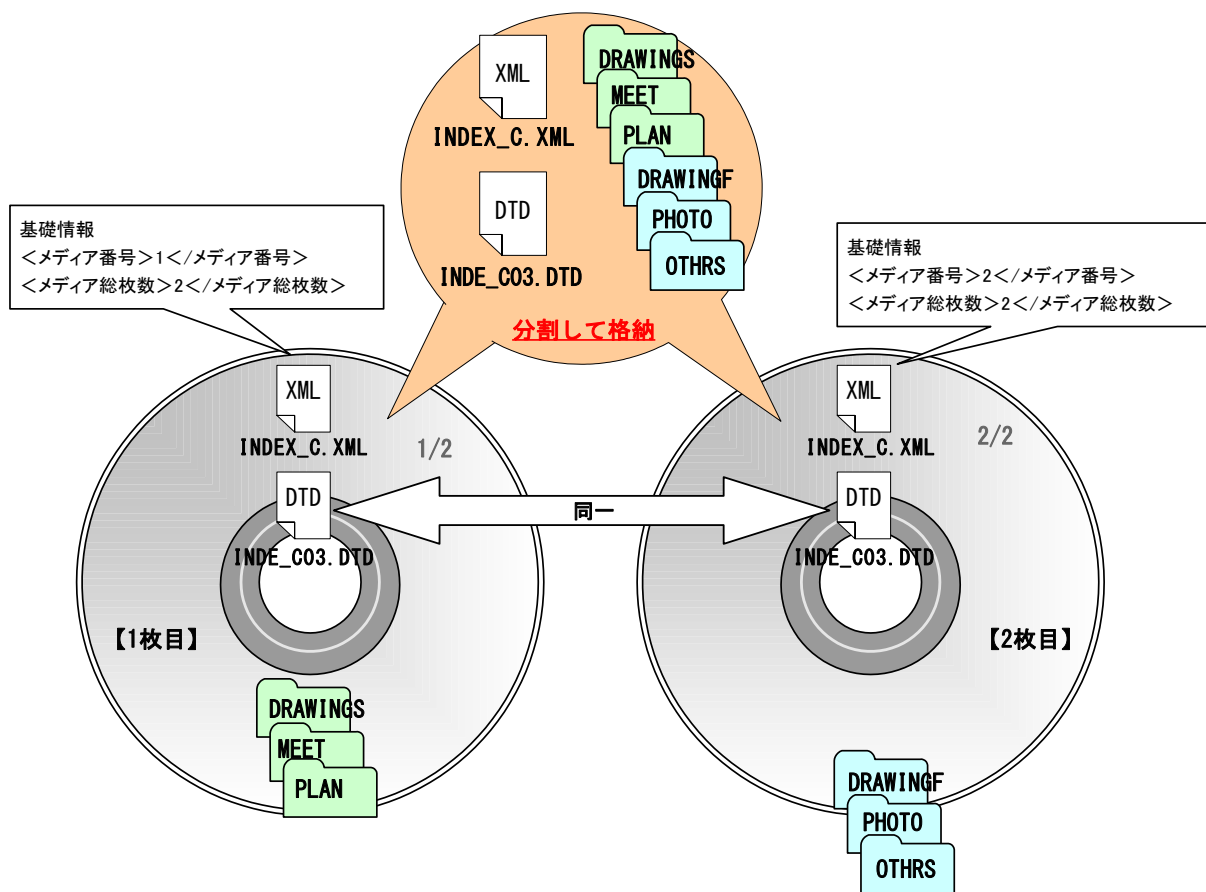 XML
INDEX_C.XML
DTD
INDE_C03.DTD
DRAWINGS
MEET
PLAN
DRAWINGF
PHOTO
OTHRS
分割して格納
基礎情報
<メディア番号>1</メディア番号>
<メディア総枚数>2</メディア総枚数>
基礎情報
<メディア番号>2</メディア番号>
<メディア総枚数>2</メディア総枚数>
XML
INDEX_C.XML
1/2
DTD
INDE_C03.DTD
【1枚目】
DRAWINGS
MEET
PLAN
同一
XML
INDEX_C.XML
2/2
DTD
INDE_C03.DTD
【2枚目】
DRAWINGF
PHOTO
OTHRS